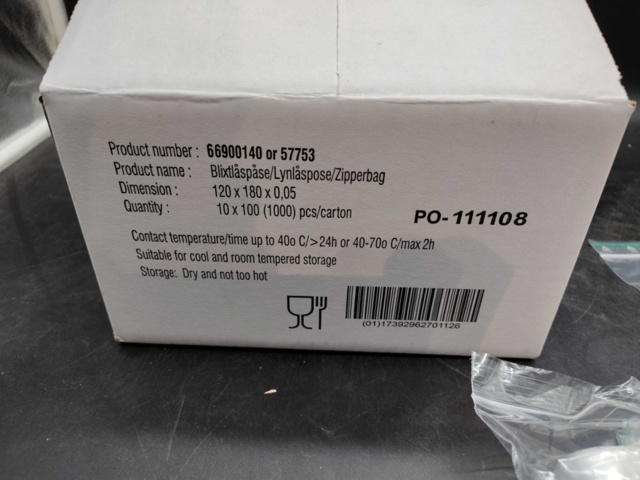 Product number : 66900140 or 57753
Product name : Blixtlåspåse/Lynlåspose/Zipperbag
Dimension : 120 x 180 x 0,05
Quantity : 10 x 100 (1000) pcs/carton
PO-111108
Contact temperature/time up to 40o C/>24h or 40-70o C/max 2h
Suitable for cool and room tempered storage
Storage: Dry and not too hot
(01)17392962701126